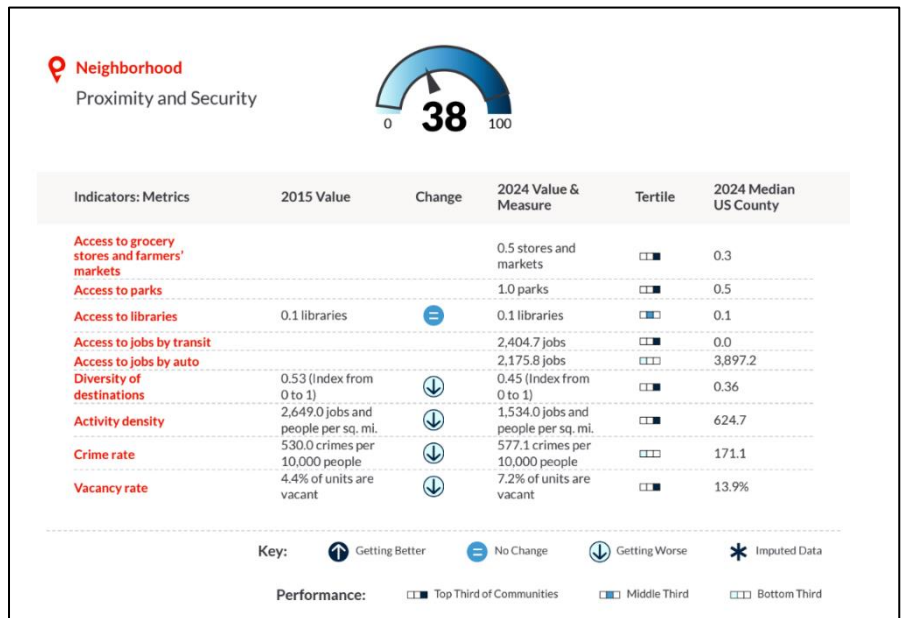 Neighborhood
Proximity and Security
0 38 100
Indicators: Metrics 2015 Value Change 2024 Value & Measure Tertile 2024 Median US County
Access to grocery stores and farmers' markets 0.5 stores and markets 0.3
Access to parks 1.0 parks 0.5
Access to libraries 0.1 libraries = 0.1 libraries 0.1
Access to jobs by transit 2,404.7 jobs 0.0
Access to jobs by auto 2,175.8 jobs 3,897.2
Diversity of destinations 0.53 (Index from 0 to 1) 0.45 (Index from 0 to 1) 0.36
Activity density 2,649.0 jobs and people per sq. mi. 1,534.0 jobs and people per sq. mi. 624.7
Crime rate 530.0 crimes per 10,000 people 577.1 crimes per 10,000 people 171.1
Vacancy rate 4.4% of units are vacant 7.2% of units are vacant 13.9%
Key: Getting Better = No Change Getting Worse Imputed Data
Performance: Top Third of Communities Middle Third Bottom Third